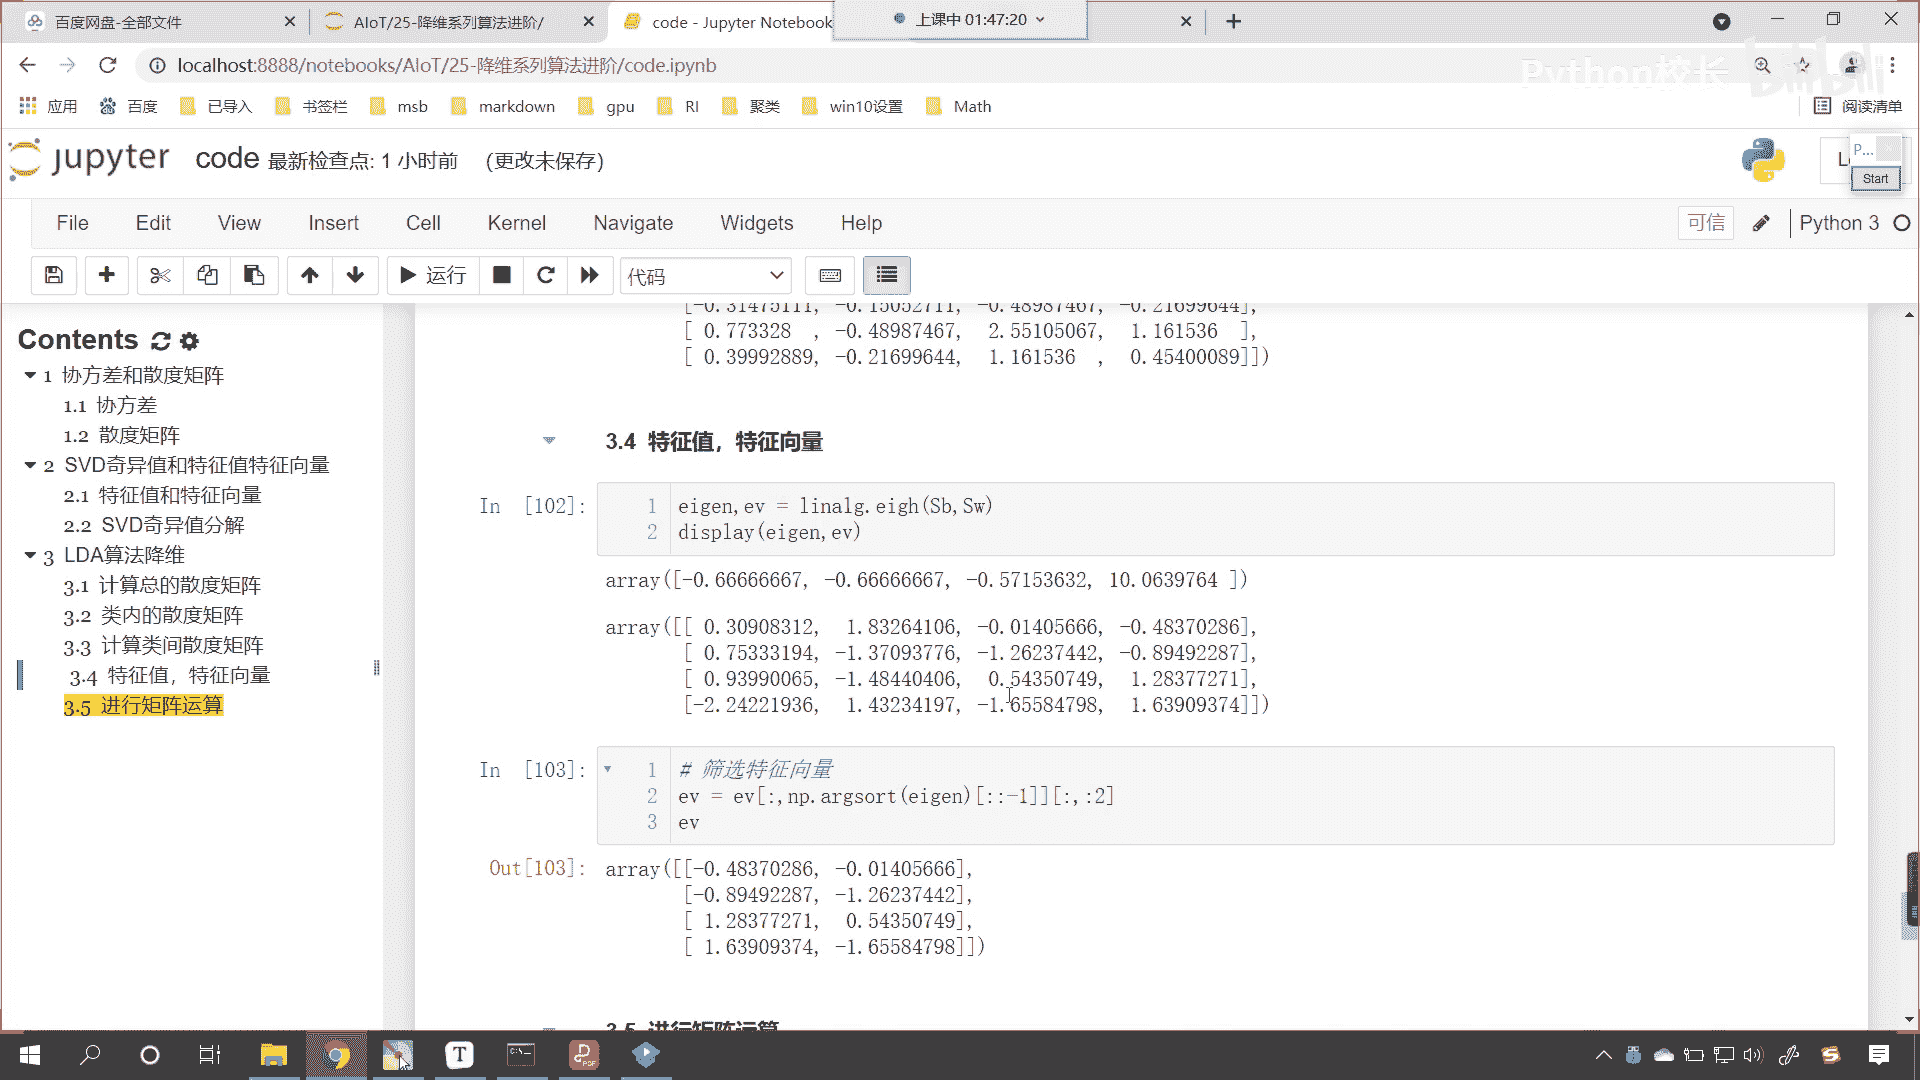 百度网盘-全部文件
AIoT/25-降维系列算法进阶/
code - Jupyter Notebook
上课中 01:47:20
localhost:8888/notebooks/AIoT/25-降维系列算法进阶/code.ipynb
Python校长
bilibili
应用 百度 已导入 书签栏 msb markdown gpu RI 聚类 win10设置 Math 阅读清单
jupyter code 最新检查点: 1 小时前 (更改未保存)
P...
Start
File Edit View Insert Cell Kernel Navigate Widgets Help 可信 Python 3
运行 代码
Contents
1 协方差和散度矩阵
1.1 协方差
1.2 散度矩阵
2 SVD奇异值和特征值特征向量
2.1 特征值和特征向量
2.2 SVD奇异值分解
3 LDA算法降维
3.1 计算总的散度矩阵
3.2 类内的散度矩阵
3.3 计算类间散度矩阵
3.4 特征值，特征向量
3.5 进行矩阵运算
[-0.31475111, -0.15052711, -0.48987467, -0.21699644],
[ 0.773328  , -0.48987467,  2.55105067,  1.161536  ],
[ 0.39992889, -0.21699644,  1.161536  ,  0.45400089]])
3.4 特征值，特征向量
In [102]:
1 eigen,ev = linalg.eigh(Sb,Sw)
2 display(eigen,ev)
array([-0.66666667, -0.66666667, -0.57153632, 10.0639764 ])
array([[ 0.30908312,  1.83264106, -0.01405666, -0.48370286],
[ 0.75333194, -1.37093776, -1.26237442, -0.89492287],
[ 0.93990065, -1.48440406,  0.54350749,  1.28377271],
[-2.24221936,  1.43234197, -1.65584798,  1.63909374]])
In [103]:
1 # 筛选特征向量
2 ev = ev[:,np.argsort(eigen)[::-1]][:,:2]
3 ev
Out[103]:
array([[-0.48370286, -0.01405666],
[-0.89492287, -1.26237442],
[ 1.28377271,  0.54350749],
[ 1.63909374, -1.65584798]])
3.5 进行矩阵运算